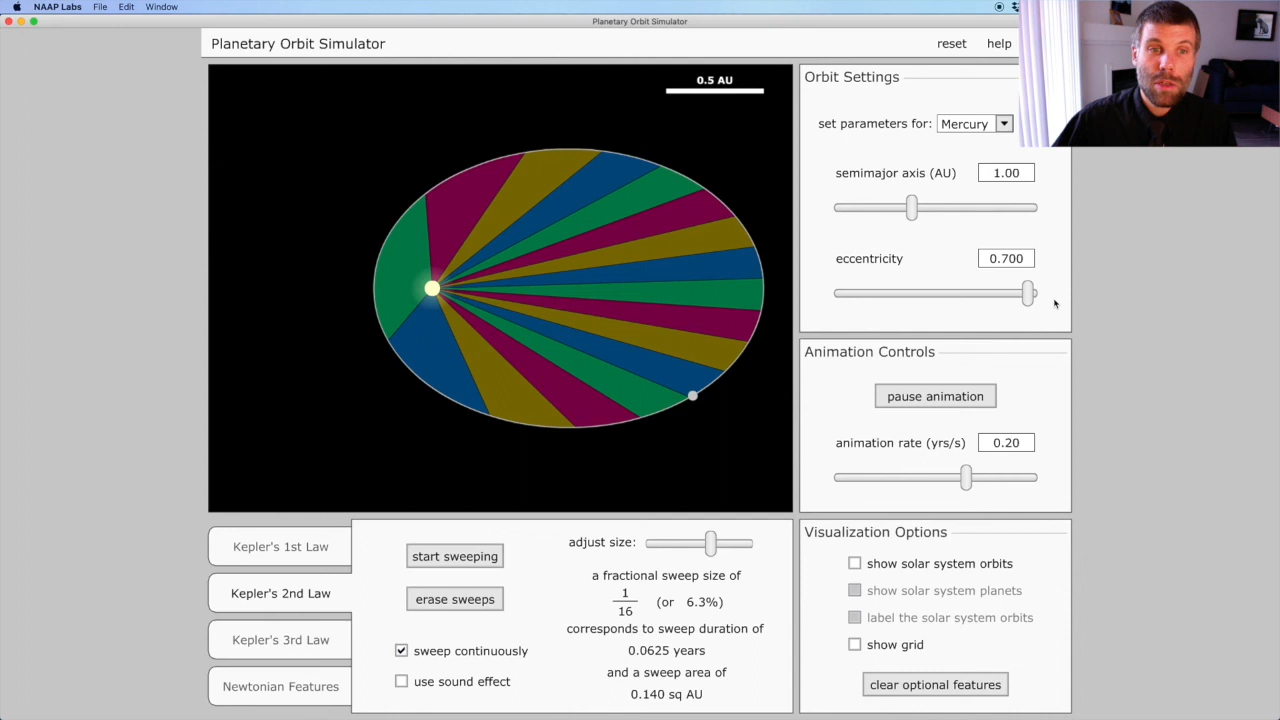 NAAP Labs File Edit Window
Planetary Orbit Simulator
Planetary Orbit Simulator
reset help
0.5 AU
Orbit Settings
set parameters for: Mercury
semimajor axis (AU) 1.00
eccentricity 0.700
Animation Controls
pause animation
animation rate (yrs/s) 0.20
Kepler's 1st Law
Kepler's 2nd Law
Kepler's 3rd Law
Newtonian Features
start sweeping
erase sweeps
sweep continuously
use sound effect
adjust size:
a fractional sweep size of
1
16
(or 6.3%)
corresponds to sweep duration of
0.0625 years
and a sweep area of
0.140 sq AU
Visualization Options
show solar system orbits
show solar system planets
label the solar system orbits
show grid
clear optional features